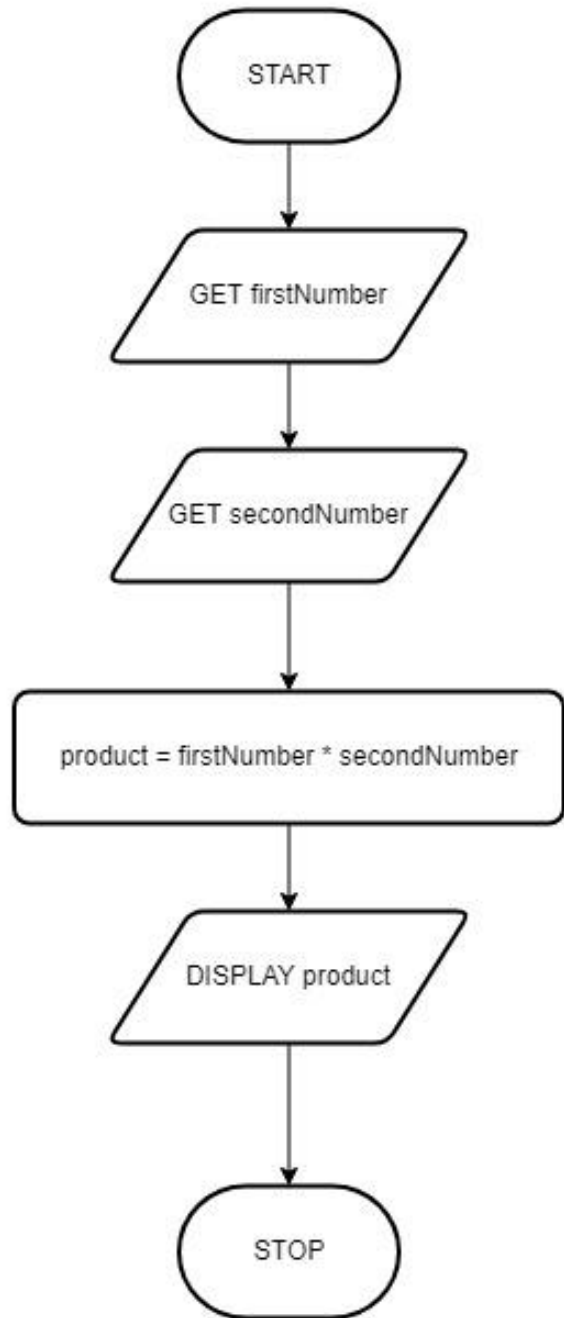 START
GET firstNumber
GET secondNumber
product = firstNumber * secondNumber
DISPLAY product
STOP